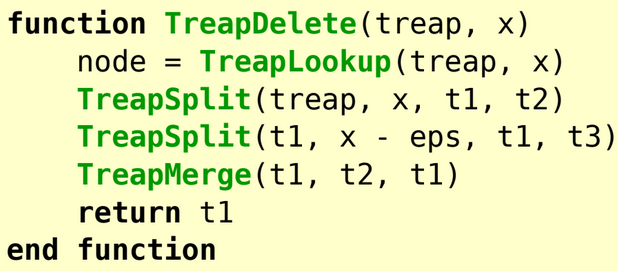 function TreapDelete(treap, x)
    node = TreapLookup(treap, x)
    TreapSplit(treap, x, t1, t2)
    TreapSplit(t1, x - eps, t1, t3)
    TreapMerge(t1, t2, t1)
    return t1
end function